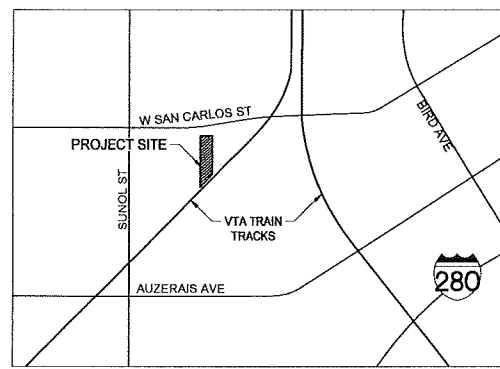 W SAN CARLOS ST
PROJECT SITE
BIRD AVE
SUNOL ST
VTA TRAIN
TRACKS
280
AUZERAIS AVE